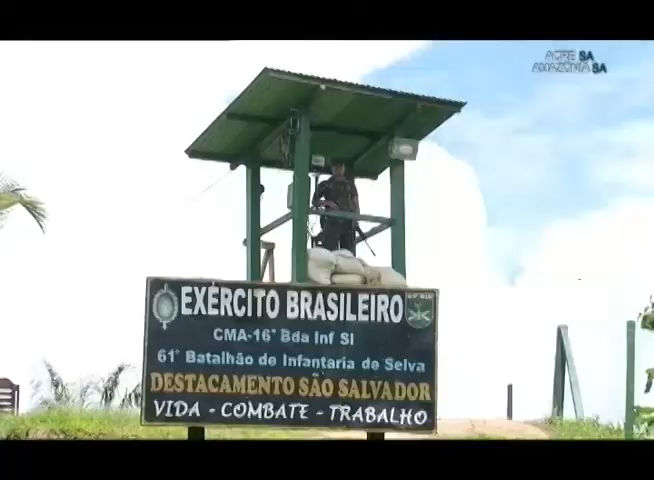 ACRE SA
AMAZÔNIA SA
EXÉRCITO BRASILEIRO
CMA-16ª Bda Inf Sl
61° Batalhão de Infantaria de Selva
DESTACAMENTO SÃO SALVADOR
VIDA - COMBATE - TRABALHO